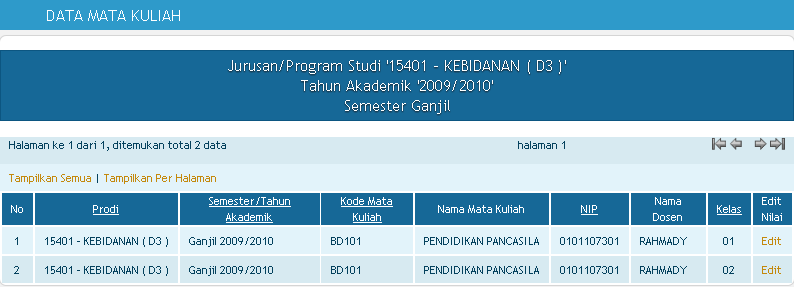 DATA MATA KULIAH
Jurusan/Program Studi '15401 - KEBIDANAN ( D3 )'
Tahun Akademik '2009/2010'
Semester Ganjil
Halaman ke 1 dari 1, ditemukan total 2 data halaman 1
Tampilkan Semua | Tampilkan Per Halaman
No Prodi Semester/Tahun Akademik Kode Mata Kuliah Nama Mata Kuliah NIP Nama Dosen Kelas Edit Nilai
1 15401 - KEBIDANAN ( D3 ) Ganjil 2009/2010 BD101 PENDIDIKAN PANCASILA 0101107301 RAHMADY 01 Edit
2 15401 - KEBIDANAN ( D3 ) Ganjil 2009/2010 BD101 PENDIDIKAN PANCASILA 0101107301 RAHMADY 02 Edit